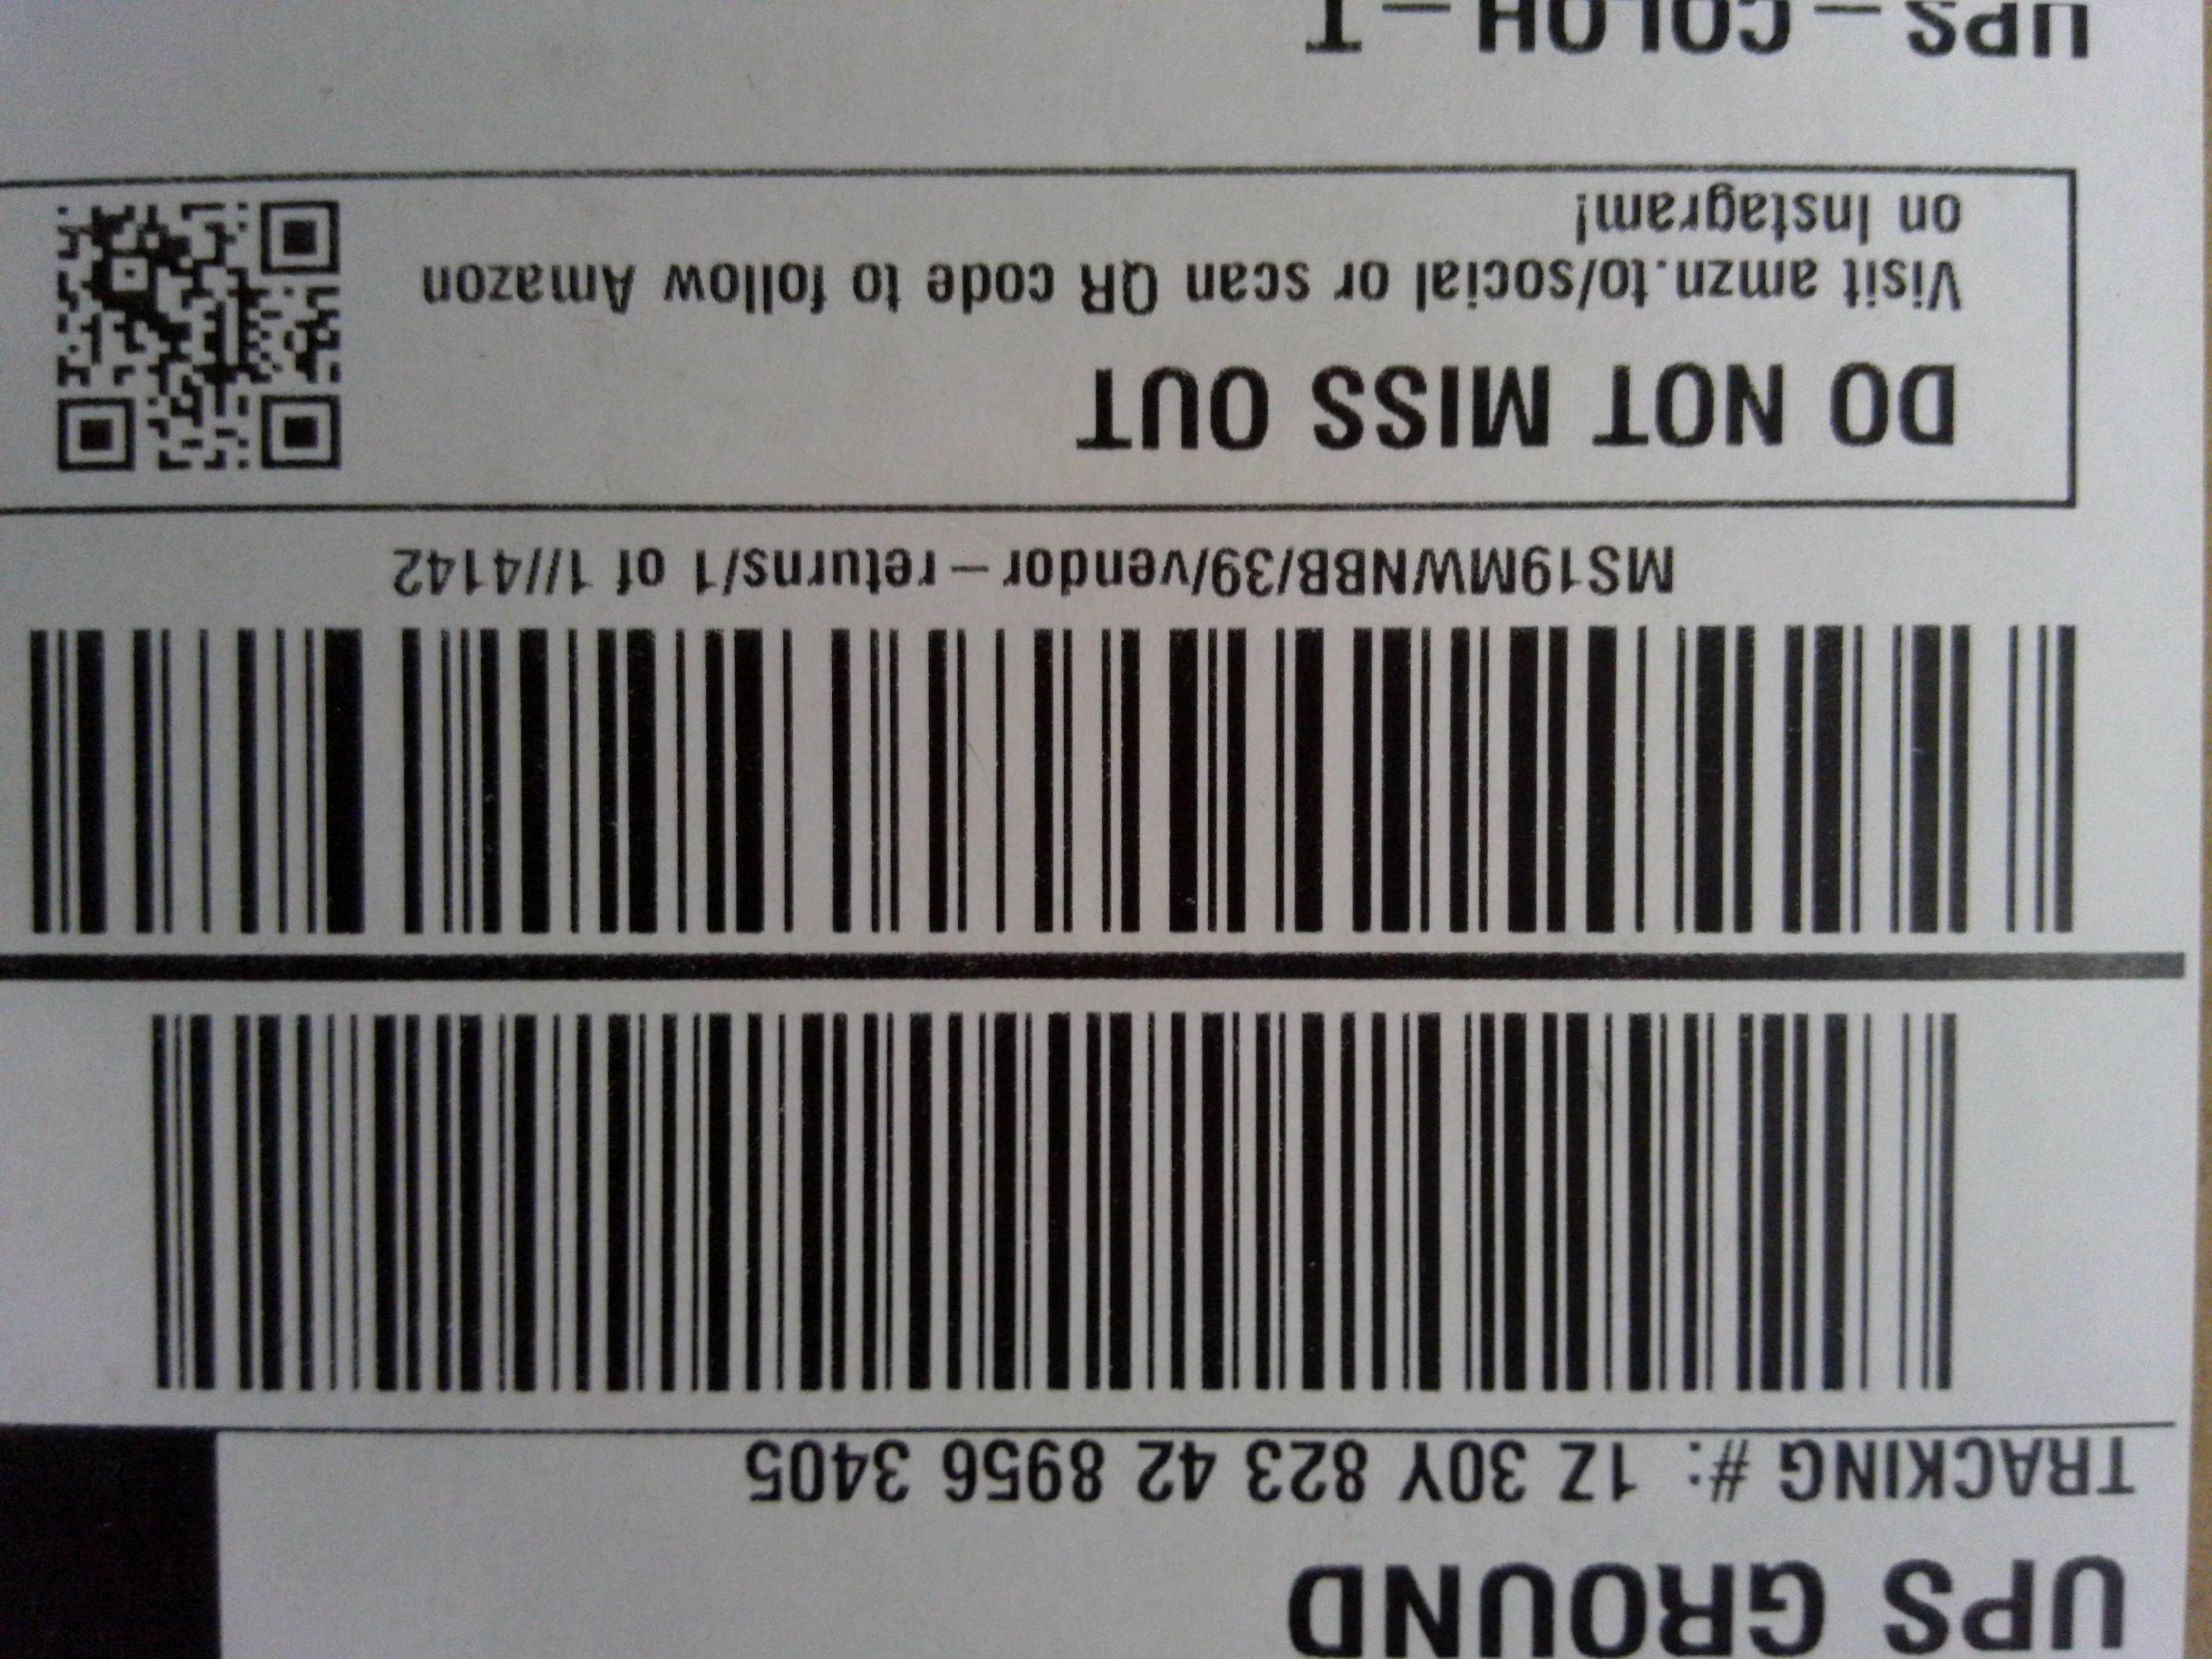 UPS GROUND
TRACKING #: 1Z 30Y 823 42 8956 3405
MS19MWNBB/39/vendor-returns/1 of 1//4142
DO NOT MISS OUT
Visit amzn.to/social or scan QR code to follow Amazon
on Instagram!
UPS-COLOH-T